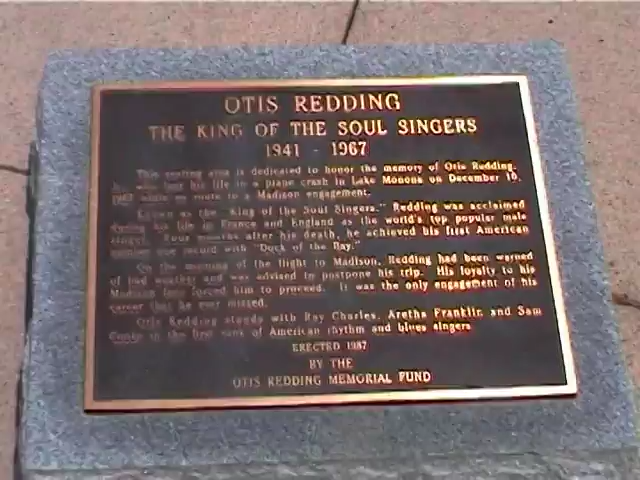 OTIS REDDING
THE KING OF THE SOUL SINGERS
1941 - 1967
This seating area is dedicated to honor the memory of Otis Redding,
who lost his life in a plane crash in Lake Monona on December 10,
1967 while en route to a Madison engagement.
Known as the "King of the Soul Singers," Redding was acclaimed
during his life in France and England as the world's top popular male
singer. Four months after his death, he achieved his first American
number one record with "Dock of the Bay."
On the morning of the flight to Madison, Redding had been warned
of bad weather and was advised to postpone his trip. His loyalty to his
Madison fans forced him to proceed. It was the only engagement of his
career that he ever missed.
Otis Redding stands with Ray Charles, Aretha Franklin and Sam
Cooke in the first rank of American rhythm and blues singers.
ERECTED 1987
BY THE
OTIS REDDING MEMORIAL FUND